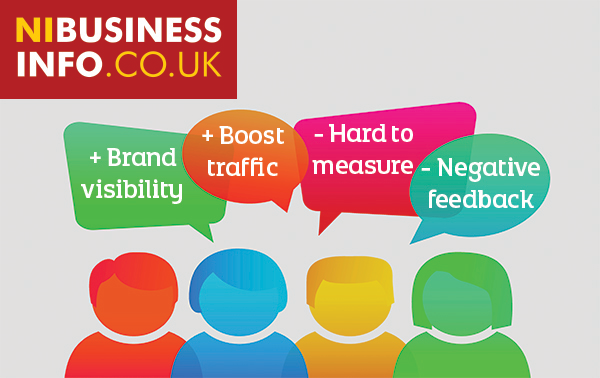 NIBUSINESS
INFO.CO.UK
+ Brand
visibility
+ Boost
traffic
- Hard to
measure
- Negative
feedback